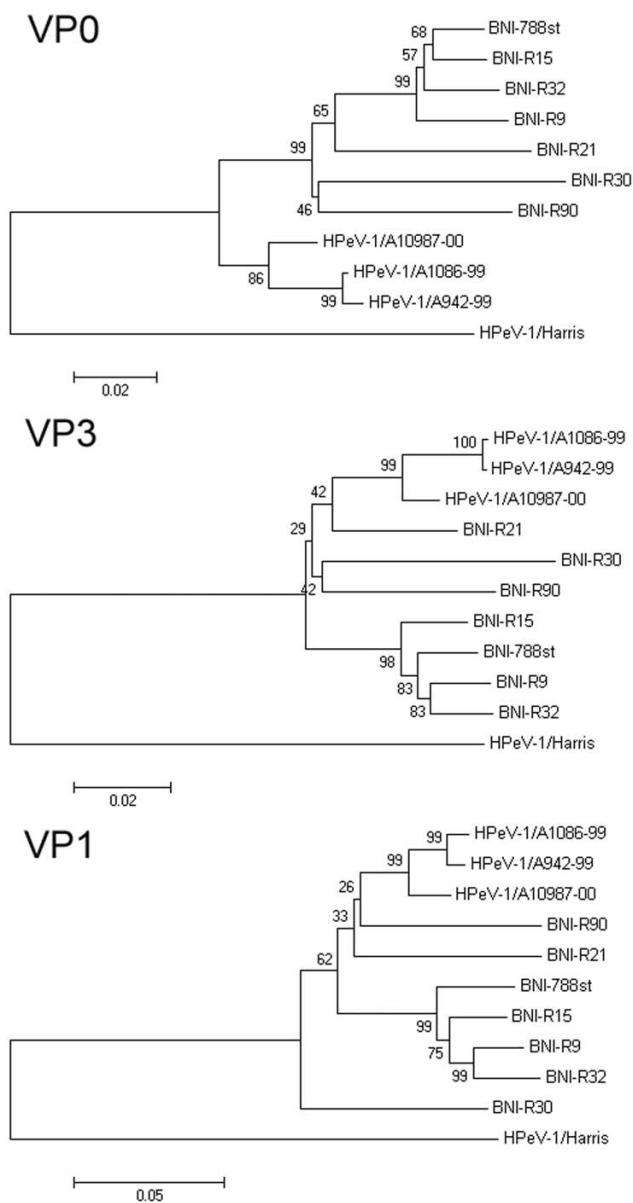 VP0
68
BNI-788st
57
BNI-R15
99
BNI-R32
65
BNI-R9
99
BNI-R21
BNI-R30
46
BNI-R90
HPeV-1/A10987-00
86
HPeV-1/A1086-99
99
HPeV-1/A942-99
HPeV-1/Harris
0.02
VP3
100
HPeV-1/A1086-99
99
HPeV-1/A942-99
42
HPeV-1/A10987-00
29
BNI-R21
BNI-R30
42
BNI-R90
BNI-R15
98
BNI-788st
83
BNI-R9
83
BNI-R32
HPeV-1/Harris
0.02
VP1
99
HPeV-1/A1086-99
99
HPeV-1/A942-99
26
HPeV-1/A10987-00
33
BNI-R90
62
BNI-R21
BNI-788st
99
BNI-R15
75
BNI-R9
99
BNI-R32
BNI-R30
HPeV-1/Harris
0.05